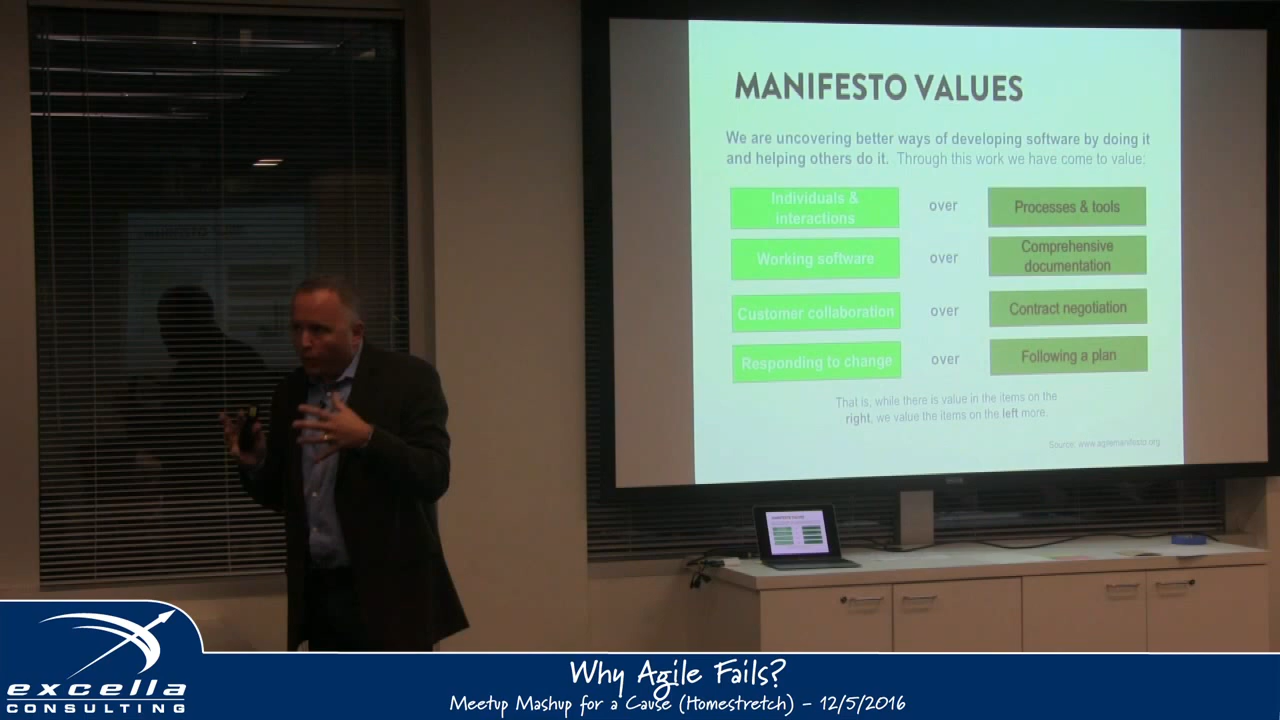 MANIFESTO VALUES
We are uncovering better ways of developing software by doing it
and helping others do it. Through this work we have come to value:
Individuals &
interactions
over
Processes & tools
Working software
over
Comprehensive
documentation
Customer collaboration
over
Contract negotiation
Responding to change
over
Following a plan
That is, while there is value in the items on the
right, we value the items on the left more.
Source: www.agilemanifesto.org
MANIFESTO VALUES
excella
CONSULTING
Why Agile Fails?
Meetup Mashup for a Cause (Homestretch) - 12/5/2016